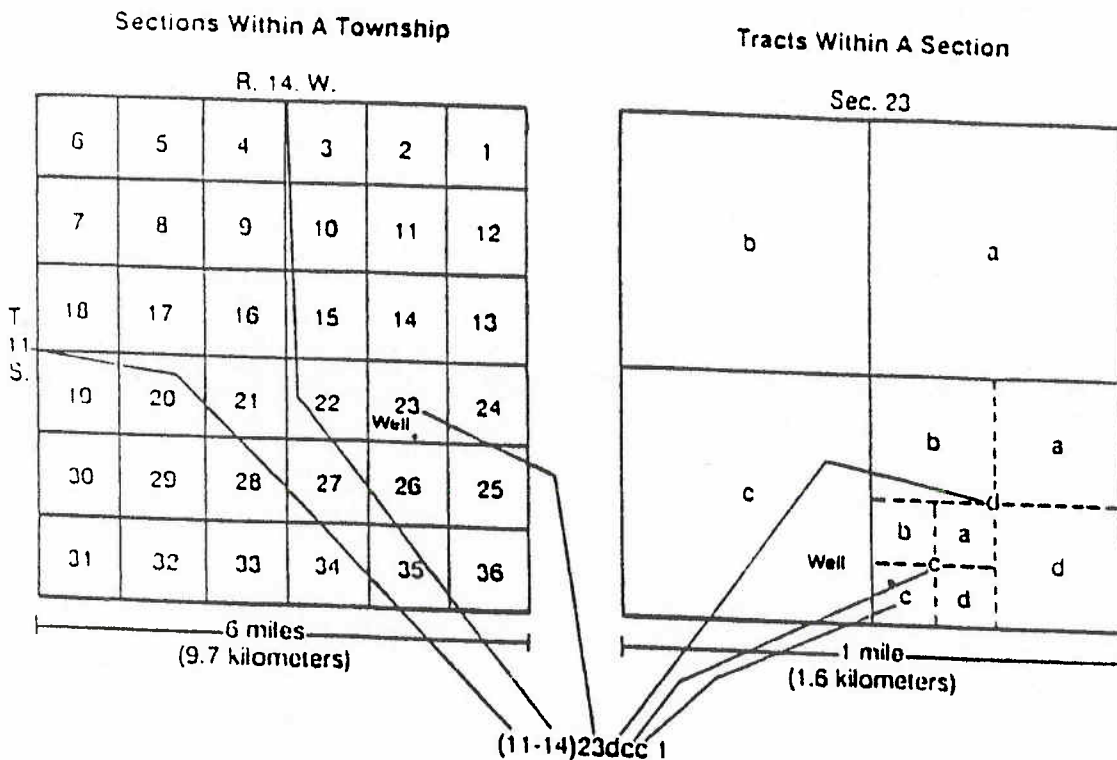 Sections Within A Township
R. 14. W.
6 5 4 3 2 1
7 8 9 10 11 12
T
11
S.
18 17 16 15 14 13
19 20 21 22 23 24
Well
30 29 28 27 26 25
31 32 33 34 35 36
6 miles
(9.7 kilometers)
Tracts Within A Section
Sec. 23
b a
b a
c d
b a
Well c d
c d
1 mile
(1.6 kilometers)
(11-14)23dcc 1